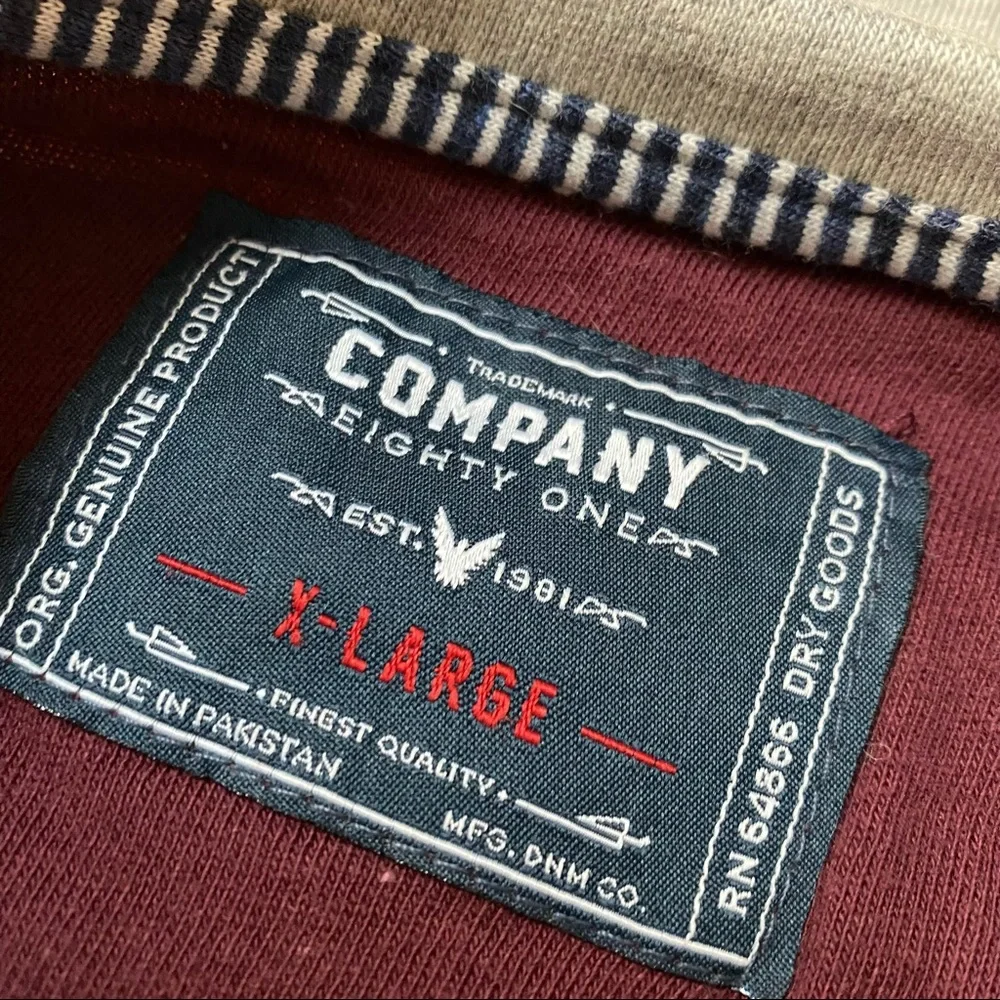 TRADEMARK
COMPANY
EIGHTY ONE
EST. 1981
X-LARGE
FINEST QUALITY
MADE IN PAKISTAN
MFG. DNM CO.
ORG. GENUINE PRODUCT
RN 64866 DRY GOODS